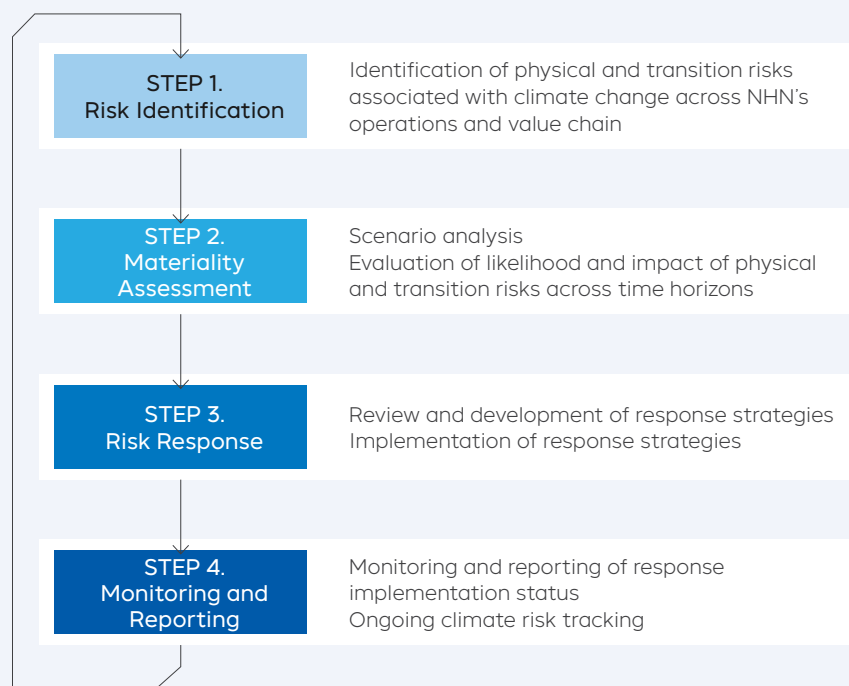 STEP 1.
Risk Identification
Identification of physical and transition risks
associated with climate change across NHN’s
operations and value chain
STEP 2.
Materiality
Assessment
Scenario analysis
Evaluation of likelihood and impact of physical
and transition risks across time horizons
STEP 3.
Risk Response
Review and development of response strategies
Implementation of response strategies
STEP 4.
Monitoring and
Reporting
Monitoring and reporting of response
implementation status
Ongoing climate risk tracking